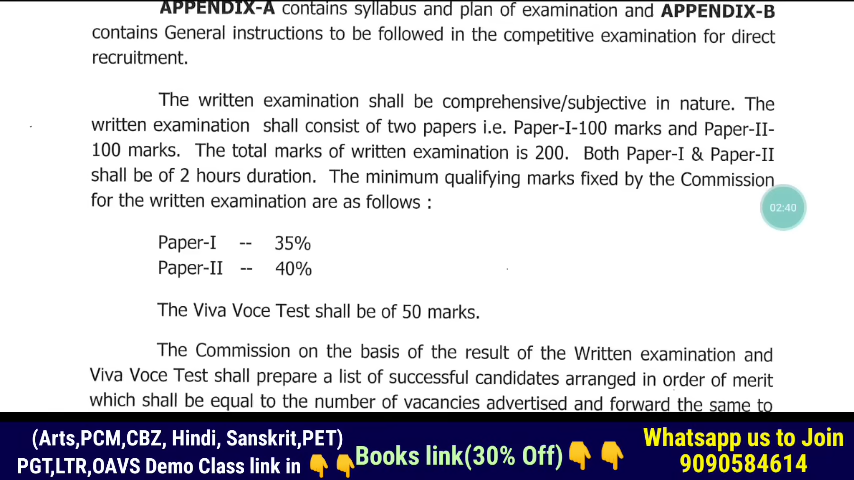 APPENDIX-A contains syllabus and plan of examination and APPENDIX-B
contains General instructions to be followed in the competitive examination for direct
recruitment.
The written examination shall be comprehensive/subjective in nature. The
written examination shall consist of two papers i.e. Paper-I-100 marks and Paper-II-
100 marks. The total marks of written examination is 200. Both Paper-I & Paper-II
shall be of 2 hours duration. The minimum qualifying marks fixed by the Commission
for the written examination are as follows :
02:40
Paper-I -- 35%
Paper-II -- 40%
The Viva Voce Test shall be of 50 marks.
The Commission on the basis of the result of the Written examination and
Viva Voce Test shall prepare a list of successful candidates arranged in order of merit
which shall be equal to the number of vacancies advertised and forward the same to
(Arts,PCM,CBZ, Hindi, Sanskrit,PET)
PGT,LTR,OAVS Demo Class link in 👇 👇
Books link(30% Off) 👇 👇
Whatsapp us to Join
9090584614